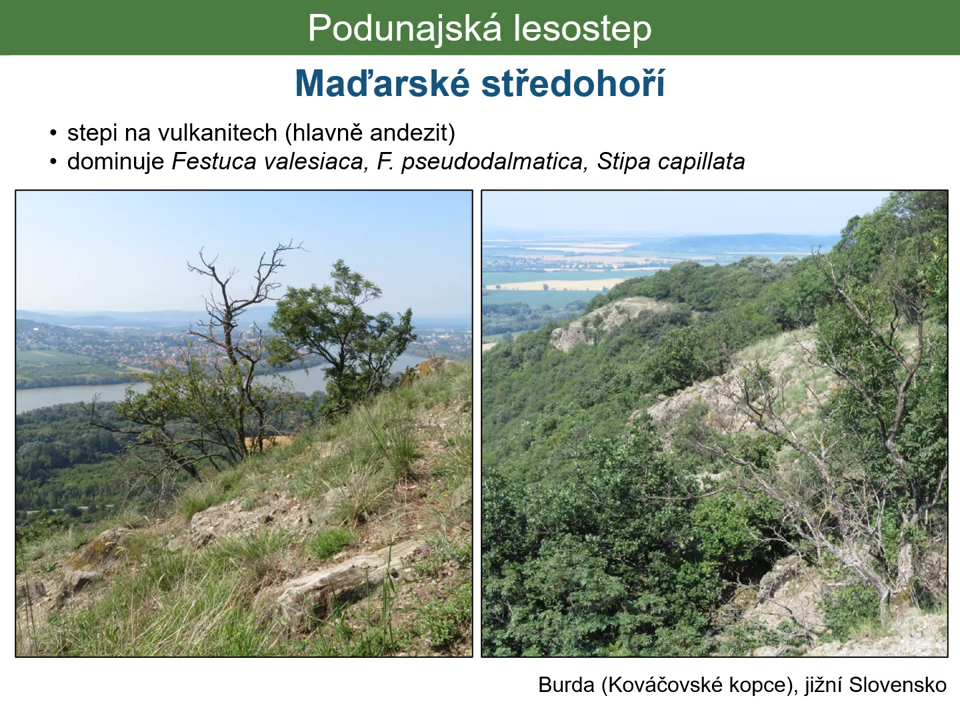 Podunajská lesostep
Maďarské středohoří
• stepi na vulkanitech (hlavně andezit)
• dominuje Festuca valesiaca, F. pseudodalmatica, Stipa capillata
Burda (Kováčovské kopce), jižní Slovensko